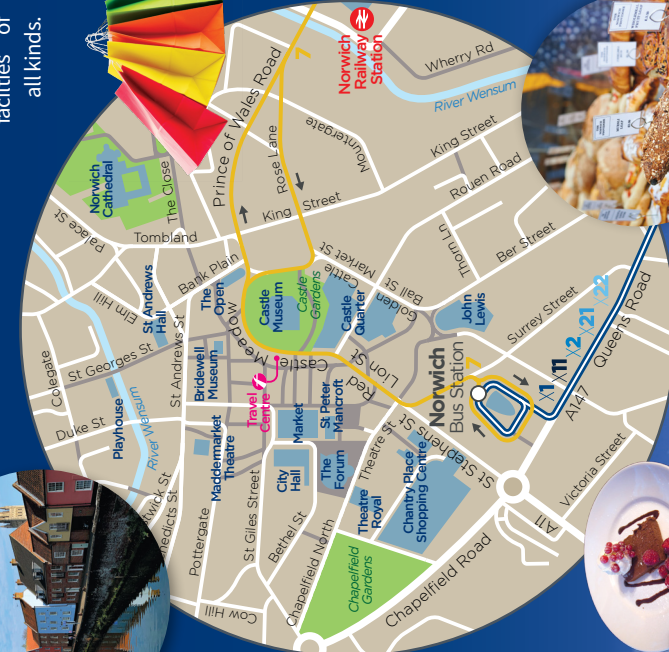 facilities of
all kinds.
Norwich
Railway
Station
Wherry Rd
River Wensum
7
Prince of Wales Road
Rose Lane
Mountergate
King Street
Rouen Road
King Street
Norwich
Cathedral
The Close
Palace St
Tombland
Bank Plain
Elm Hill
St Andrews
Hall
The
Open
Castle
Museum
Castle
Gardens
Cattle
Market St
Castle
Quarter
Golden
Ball St
Thorn Ln
Ber Street
John
Lewis
Surrey Street
Colegate
St Georges St
St Andrews St
Bridewell
Museum
Castle
Meadow
Red
Lion St
Norwich
Bus Station
7
X1
X11
X2
X21
X22
Queens Road
A147
Duke St
Playhouse
River Wensum
Maddermarket
Theatre
Travel
Centre
Market
St Peter
Mancroft
City
Hall
The
Forum
Theatre St
Theatre
Royal
Chantry Place
Shopping Centre
St Stephens St
Victoria Street
A11
Pottergate
St Giles Street
Bethel St
Cow Hill
Chapelfield North
Chapelfield
Gardens
Chapelfield Road